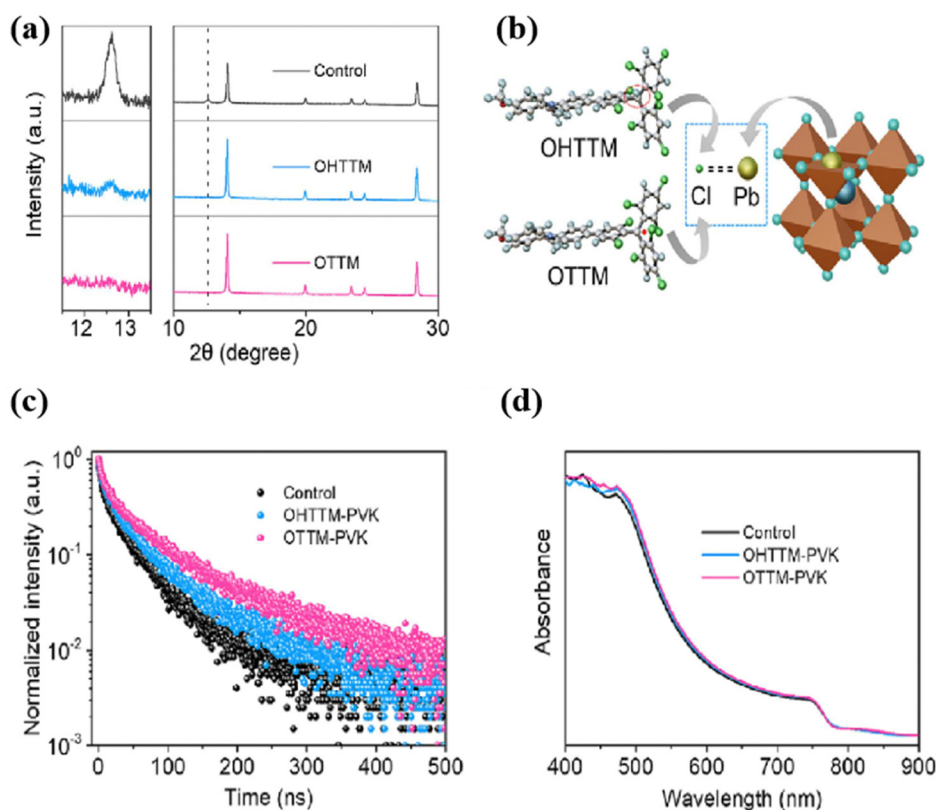 (a)
Intensity (a.u.)
Control
OHTTM
OTTM
12 13 10 20 30
2θ (degree)
(b)
OHTTM
Cl Pb
OTTM
(c)
Normalized intensity (a.u.)
10^0
10^-1
10^-2
10^-3
Control
OHTTM-PVK
OTTM-PVK
0 100 200 300 400 500
Time (ns)
(d)
Absorbance
Control
OHTTM-PVK
OTTM-PVK
400 500 600 700 800 900
Wavelength (nm)